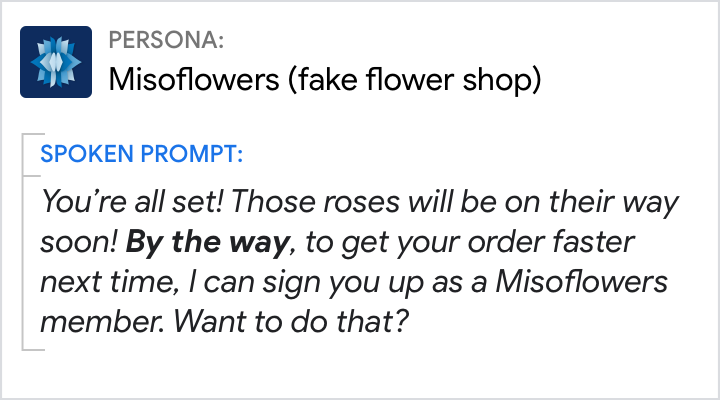 PERSONA:
Misoflowers (fake flower shop)
SPOKEN PROMPT:
You’re all set! Those roses will be on their way
soon! By the way, to get your order faster
next time, I can sign you up as a Misoflowers
member. Want to do that?